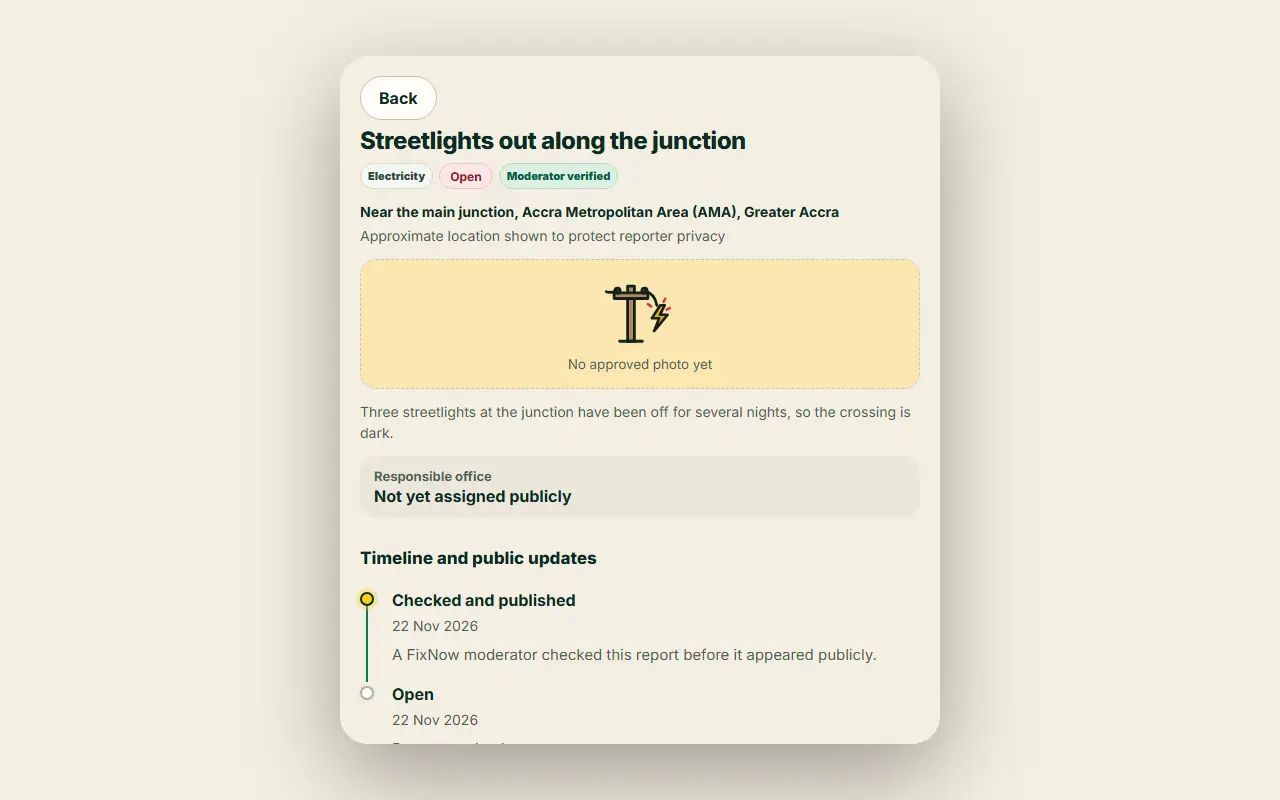 Back
Streetlights out along the junction
Electricity
Open
Moderator verified
Near the main junction, Accra Metropolitan Area (AMA), Greater Accra
Approximate location shown to protect reporter privacy
No approved photo yet
Three streetlights at the junction have been off for several nights, so the crossing is
dark.
Responsible office
Not yet assigned publicly
Timeline and public updates
Checked and published
22 Nov 2026
A FixNow moderator checked this report before it appeared publicly.
Open
22 Nov 2026